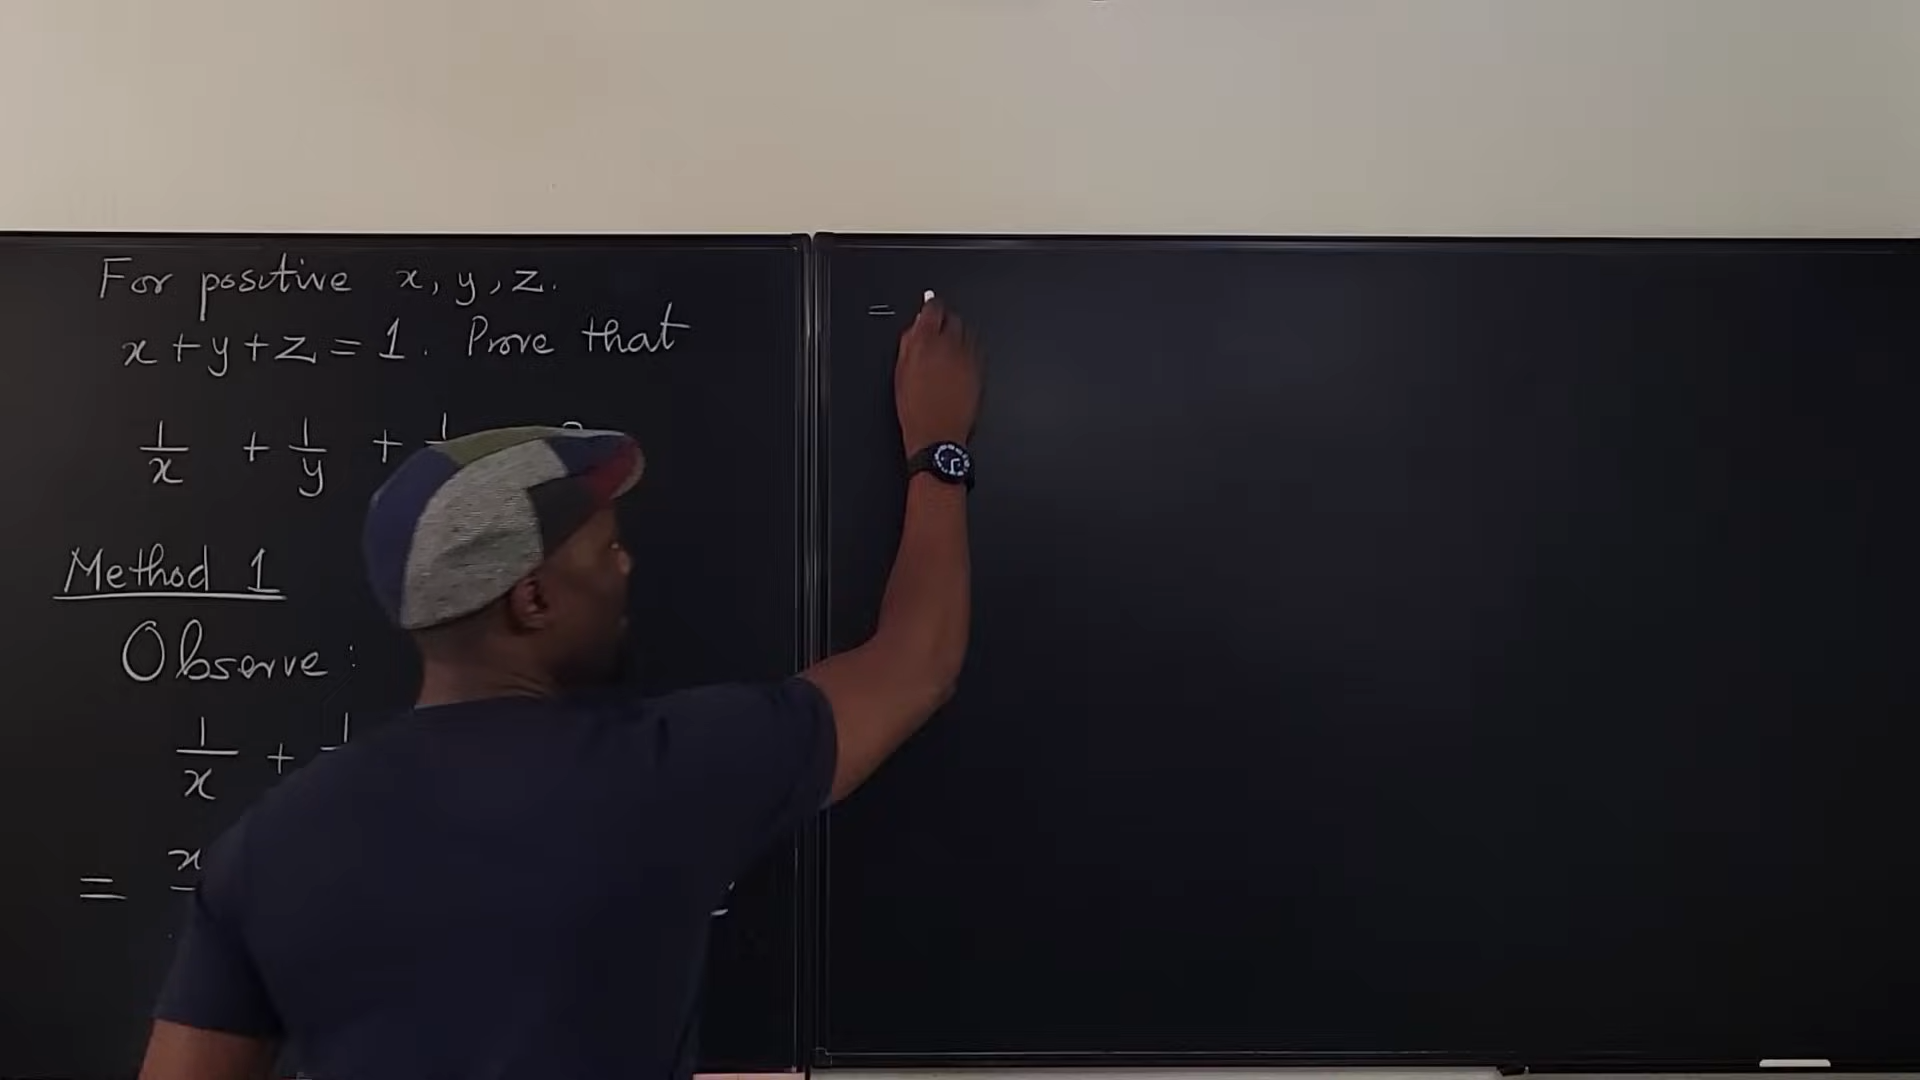 For positive x, y, z.
x + y + z = 1. Prove that
1/x + 1/y + 1
Method 1
Observe:
1/x + 1
= x
=